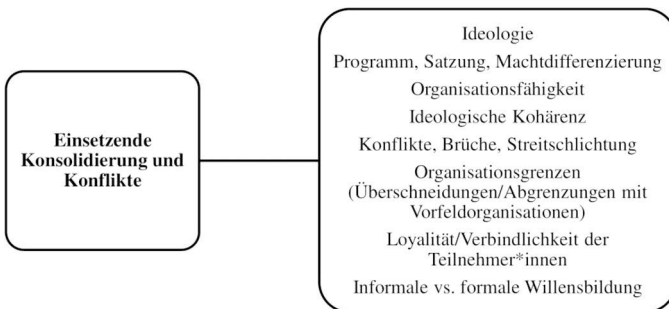 Einsetzende
Konsolidierung und
Konflikte
Ideologie
Programm, Satzung, Machtdifferenzierung
Organisationsfähigkeit
Ideologische Kohärenz
Konflikte, Brüche, Streitschlichtung
Organisationsgrenzen
(Überschneidungen/Abgrenzungen mit
Vorfeldorganisationen)
Loyalität/Verbindlichkeit der
Teilnehmer*innen
Informale vs. formale Willensbildung